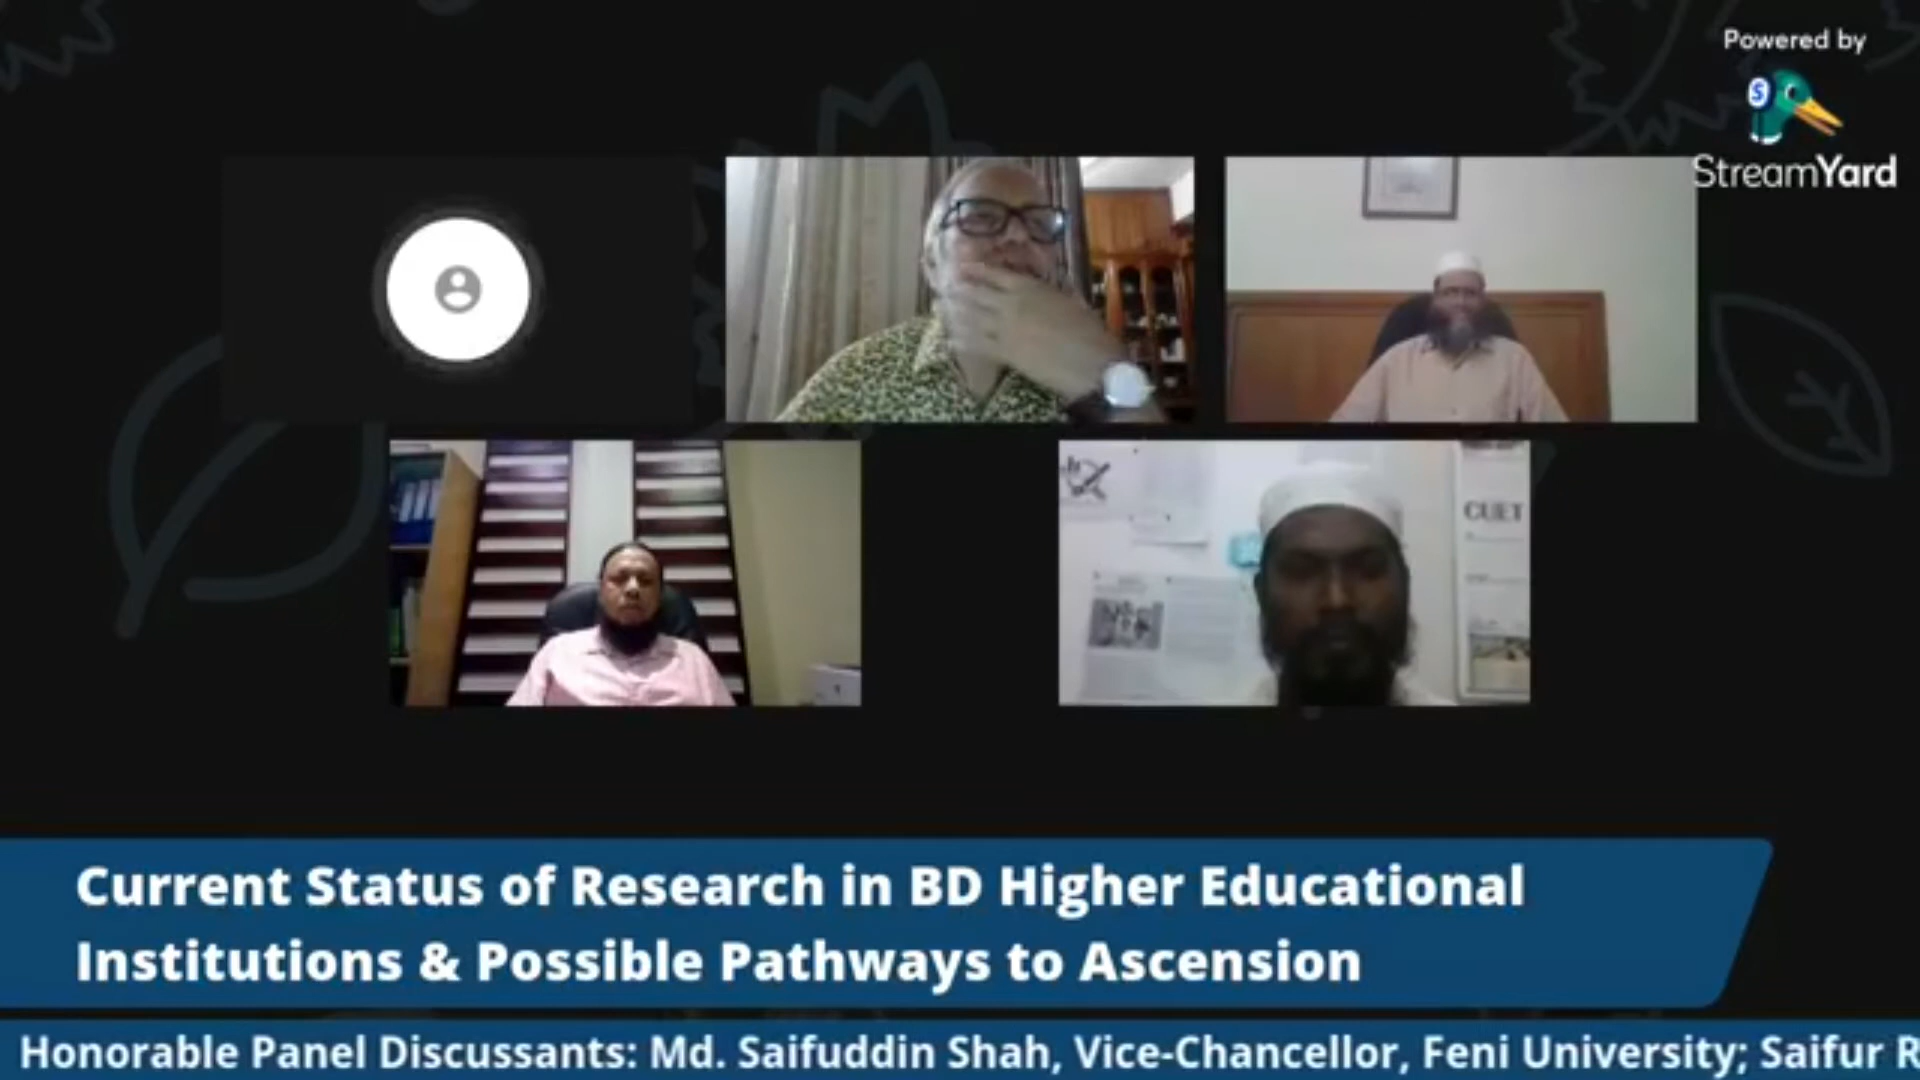 Powered by
S
StreamYard
CUET
Current Status of Research in BD Higher Educational
Institutions & Possible Pathways to Ascension
Honorable Panel Discussants: Md. Saifuddin Shah, Vice-Chancellor, Feni University; Saifur R